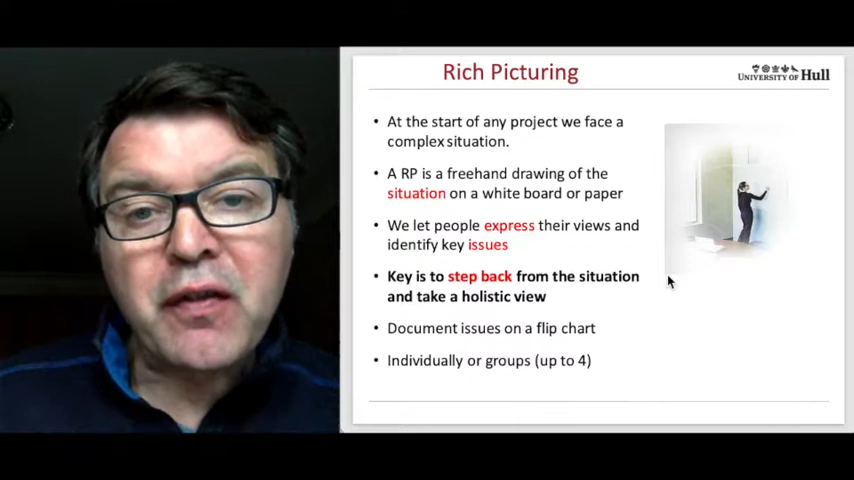 Rich Picturing
UNIVERSITY OF Hull
• At the start of any project we face a
complex situation.
• A RP is a freehand drawing of the
situation on a white board or paper
• We let people express their views and
identify key issues
• Key is to step back from the situation
and take a holistic view
• Document issues on a flip chart
• Individually or groups (up to 4)